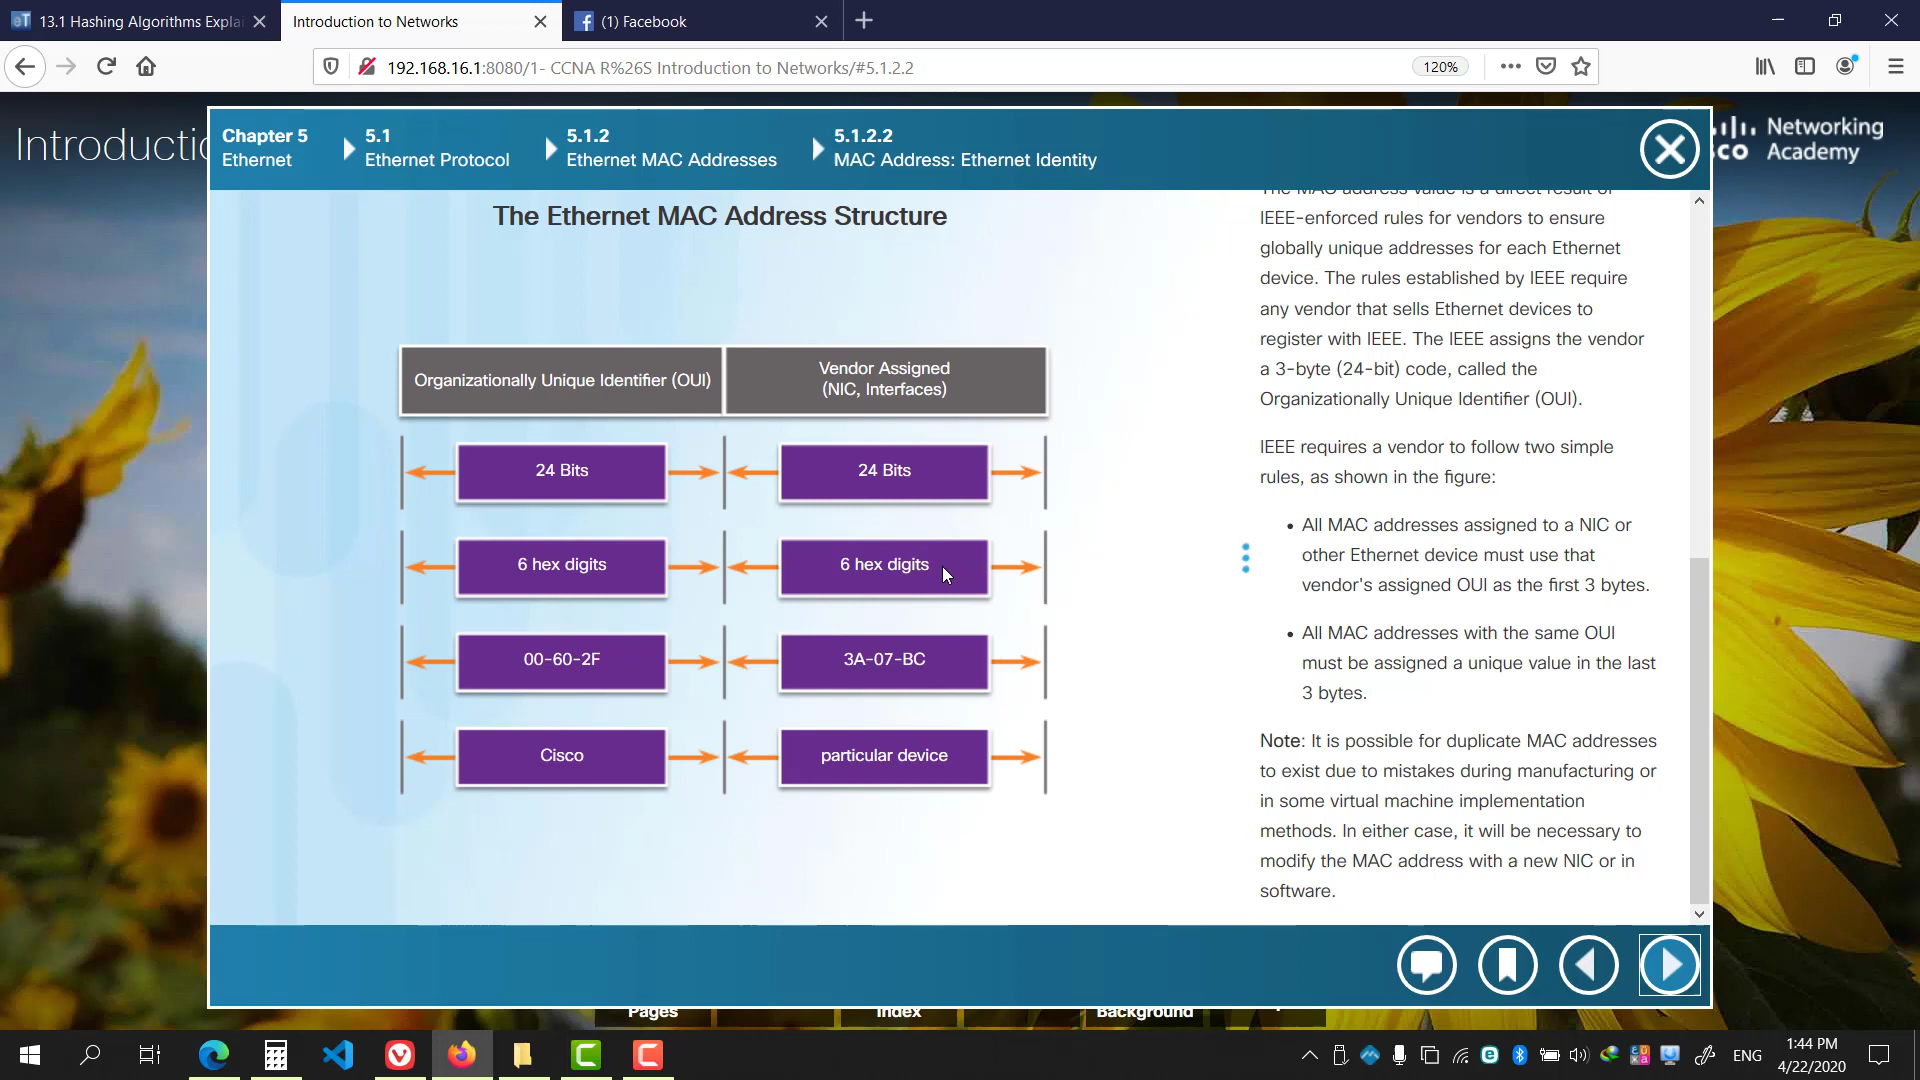 13.1 Hashing Algorithms Explai
Introduction to Networks
(1) Facebook
192.168.16.1:8080/1- CCNA R%26S Introduction to Networks/#5.1.2.2
120%
Introductio
Networking
Academy
Chapter 5
Ethernet
5.1
Ethernet Protocol
5.1.2
Ethernet MAC Addresses
5.1.2.2
MAC Address: Ethernet Identity
The Ethernet MAC Address Structure
Organizationally Unique Identifier (OUI)
Vendor Assigned
(NIC, Interfaces)
24 Bits
24 Bits
6 hex digits
6 hex digits
00-60-2F
3A-07-BC
Cisco
particular device
The MAC address value is a direct result of
IEEE-enforced rules for vendors to ensure
globally unique addresses for each Ethernet
device. The rules established by IEEE require
any vendor that sells Ethernet devices to
register with IEEE. The IEEE assigns the vendor
a 3-byte (24-bit) code, called the
Organizationally Unique Identifier (OUI).
IEEE requires a vendor to follow two simple
rules, as shown in the figure:
• All MAC addresses assigned to a NIC or
other Ethernet device must use that
vendor's assigned OUI as the first 3 bytes.
• All MAC addresses with the same OUI
must be assigned a unique value in the last
3 bytes.
Note: It is possible for duplicate MAC addresses
to exist due to mistakes during manufacturing or
in some virtual machine implementation
methods. In either case, it will be necessary to
modify the MAC address with a new NIC or in
software.
Pages
Index
Background
ENG
1:44 PM
4/22/2020